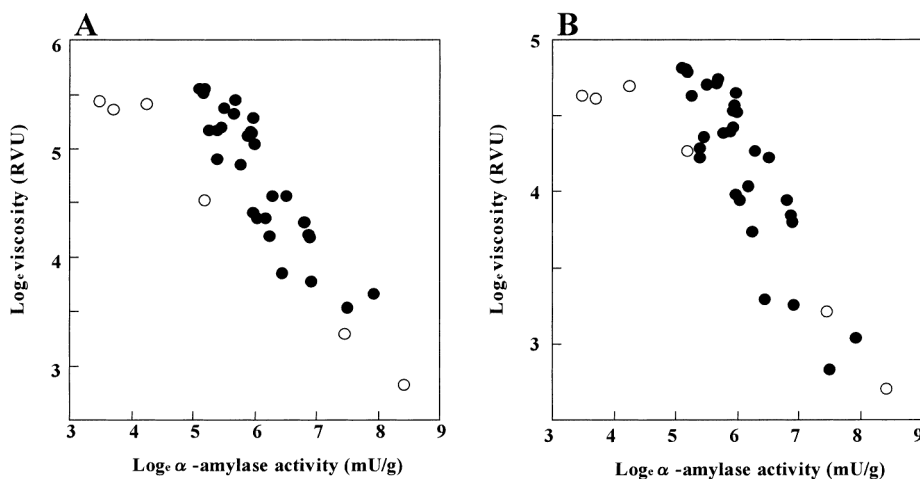 A
B
6
5
4
3
Logₑ viscosity (RVU)
3 4 5 6 7 8 9
Logₑ α -amylase activity (mU/g)
5
4
3
Logₑ viscosity (RVU)
3 4 5 6 7 8 9
Logₑ α -amylase activity (mU/g)